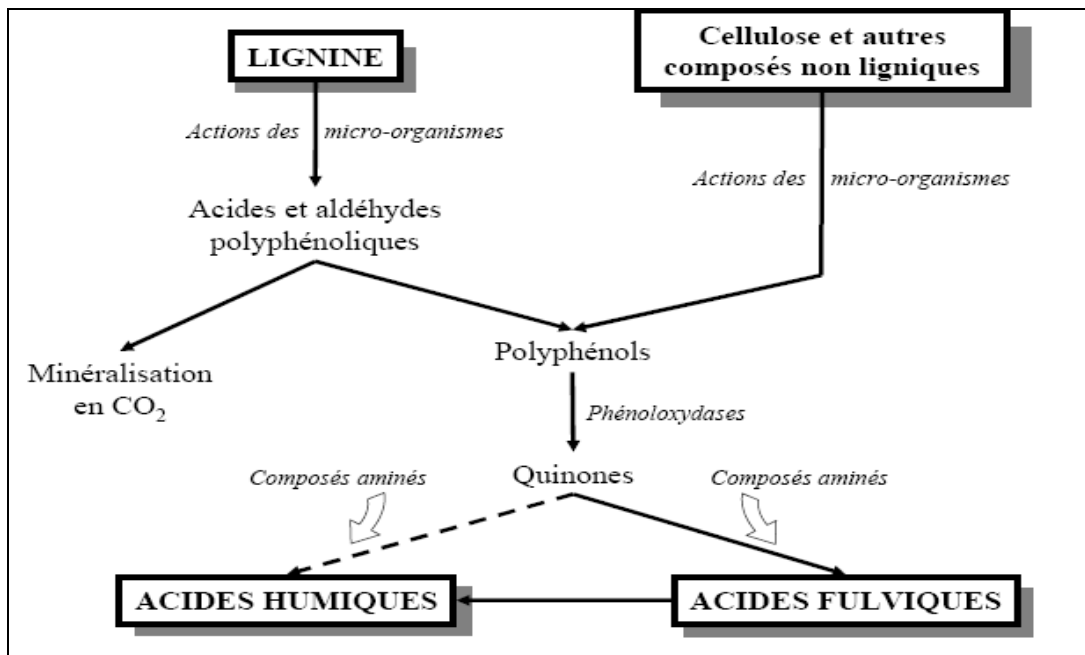 LIGNINE
Cellulose et autres
composés non ligniques
Actions des micro-organismes
Actions des micro-organismes
Acides et aldéhydes
polyphénoliques
Minéralisation
en CO₂
Polyphénols
Phénoloxydases
Quinones
Composés aminés
Composés aminés
ACIDES HUMIQUES
ACIDES FULVIQUES